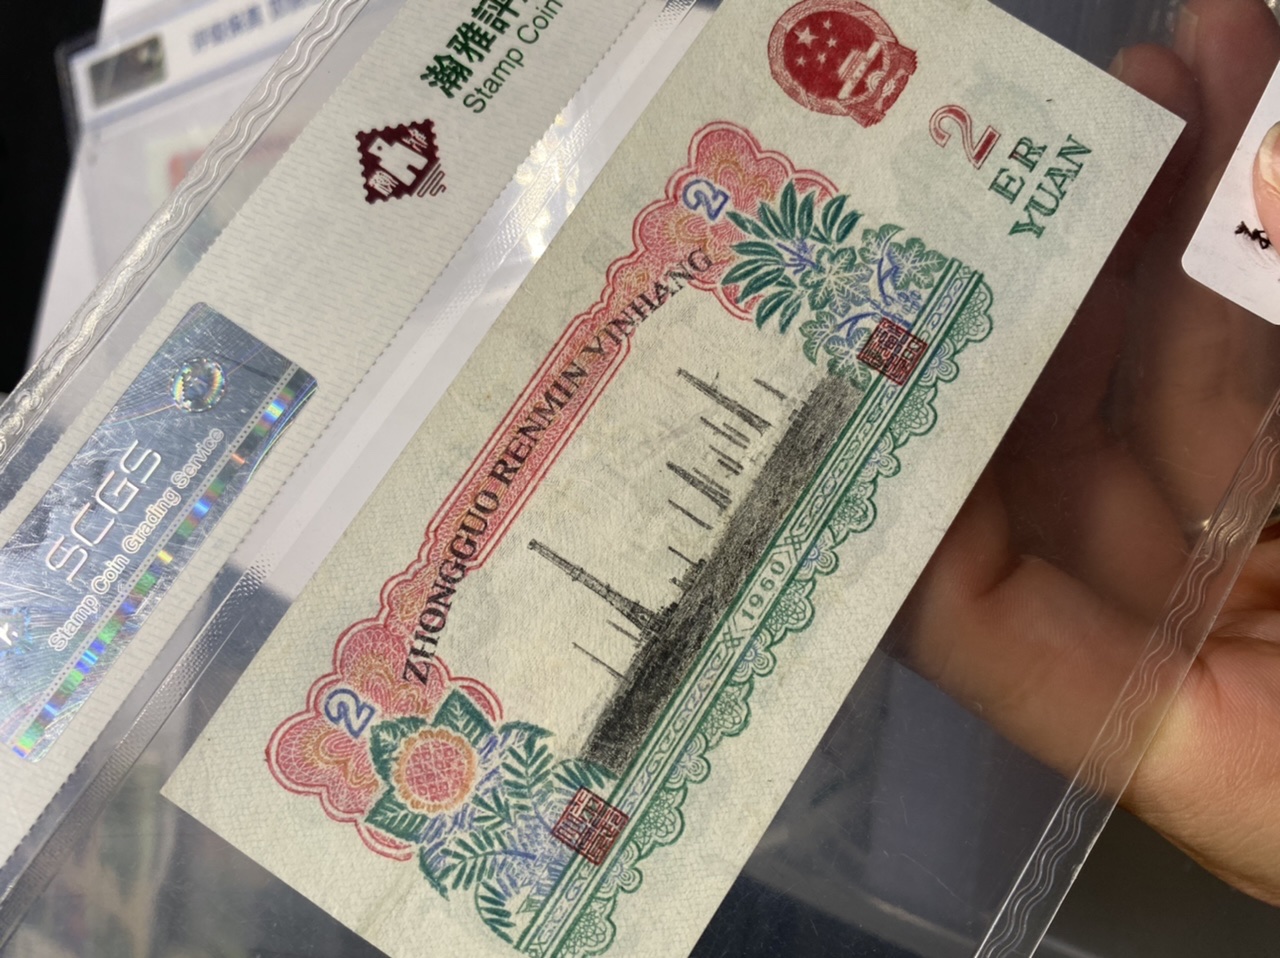 瀚雅評
Stamp Coin
SCGS
Stamp Coin Grading Service
2
ER
YUAN
2
ZHONGGUO RENMIN YINHANG
2
1960